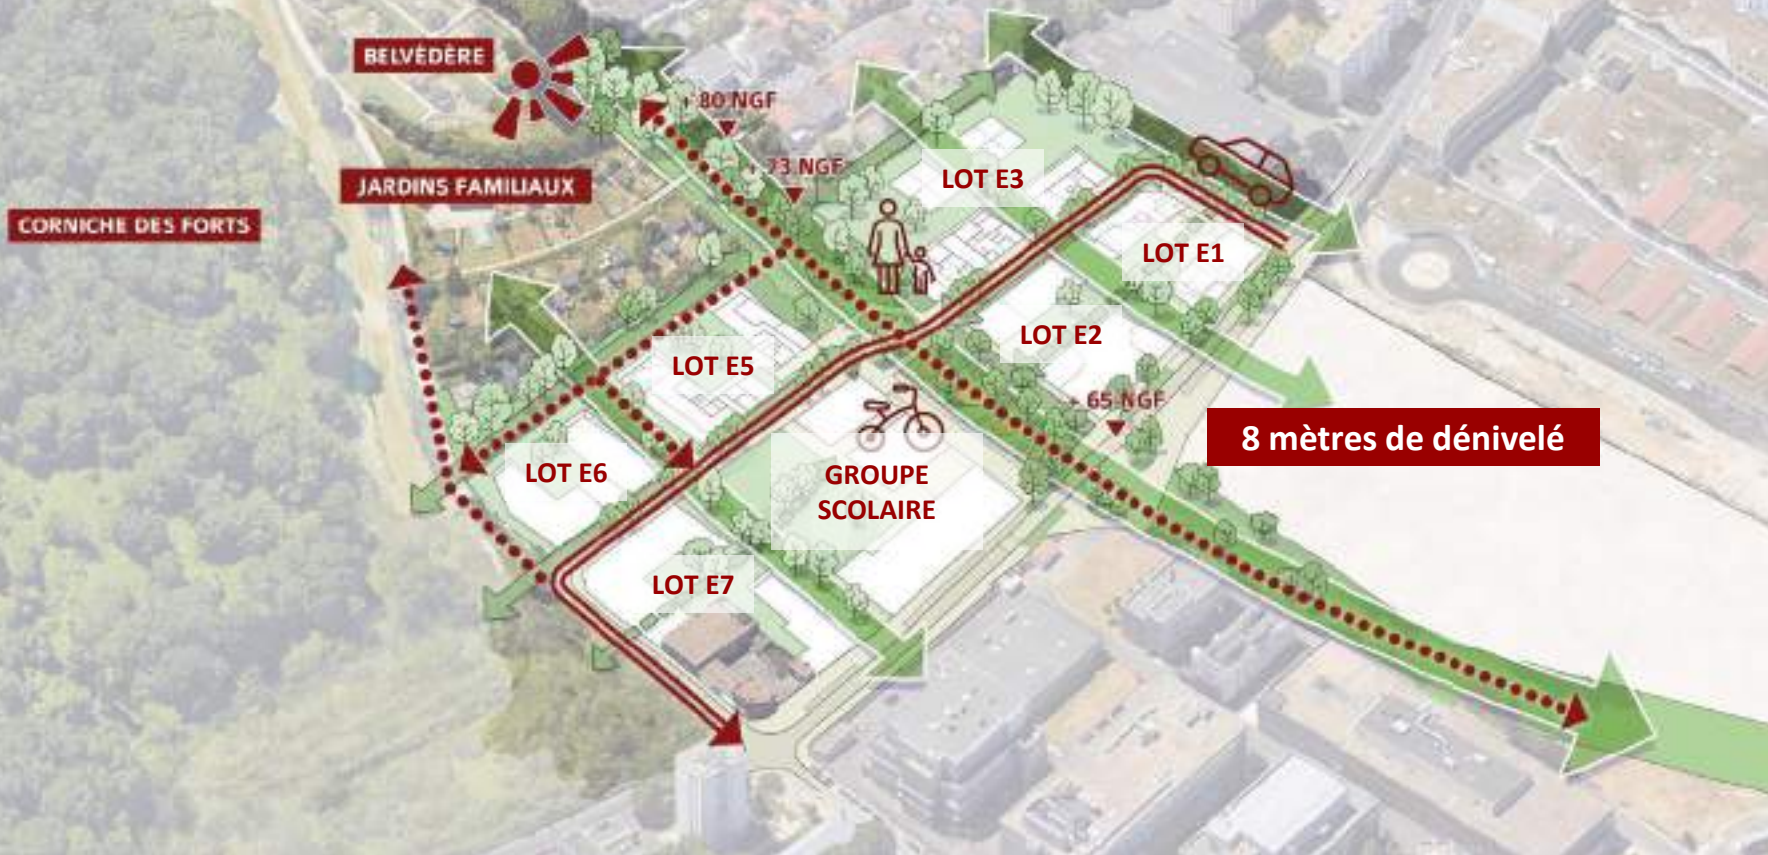 BELVÉDÈRE
+ 80 NGF
+ 73 NGF
JARDINS FAMILIAUX
CORNICHE DES FORTS
LOT E3
LOT E1
LOT E2
LOT E5
+ 65 NGF
8 mètres de dénivelé
LOT E6
GROUPE
SCOLAIRE
LOT E7